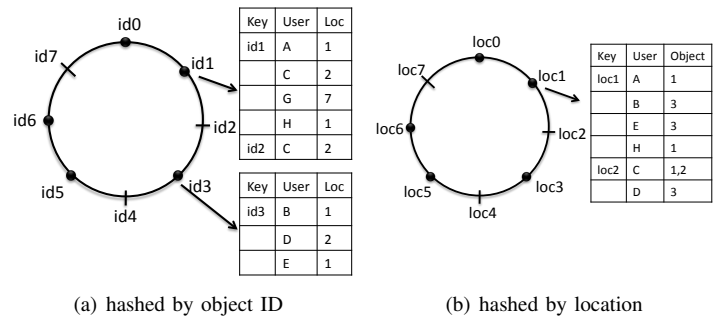 id0
id7
id1
id6
id2
id5
id3
id4
Key User Loc
id1 A 1
C 2
G 7
H 1
id2 C 2
Key User Loc
id3 B 1
D 2
E 1
(a) hashed by object ID
loc0
loc7
loc1
loc6
loc2
loc5
loc3
loc4
Key User Object
loc1 A 1
B 3
E 3
H 1
loc2 C 1,2
D 3
(b) hashed by location